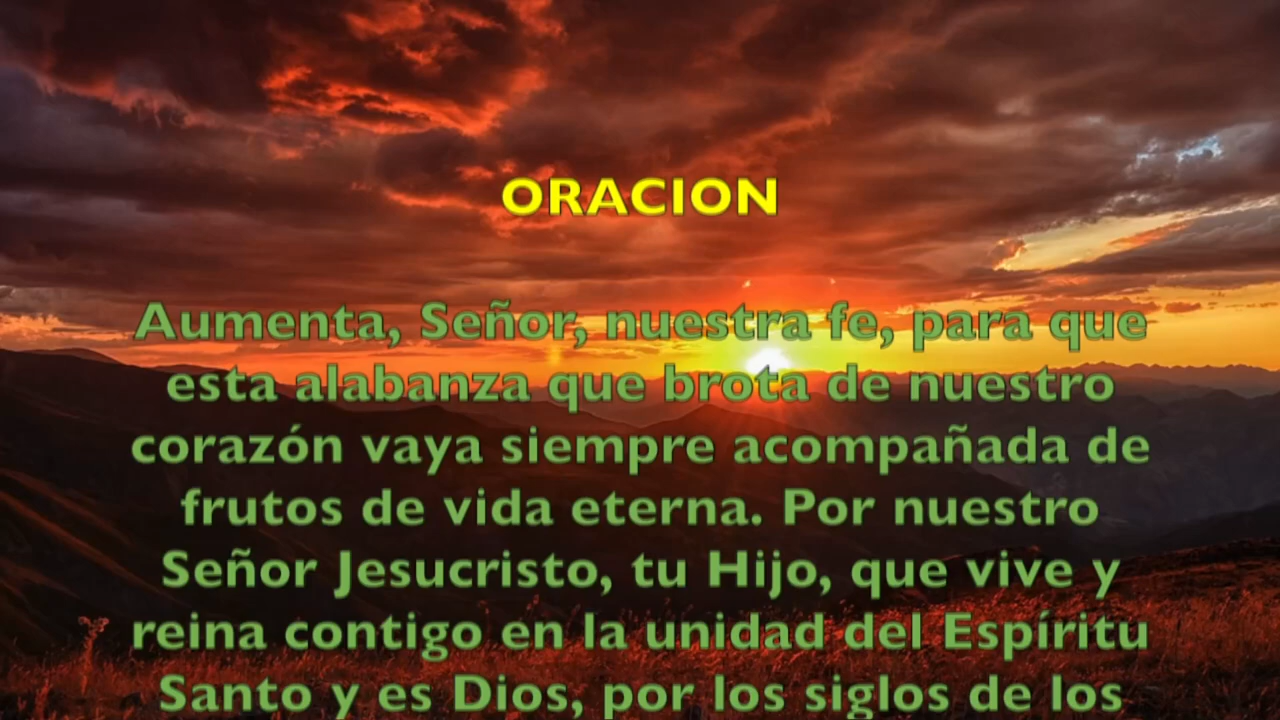 ORACION
Aumenta, Señor, nuestra fe, para que
esta alabanza que brota de nuestro
corazón vaya siempre acompañada de
frutos de vida eterna. Por nuestro
Señor Jesucristo, tu Hijo, que vive y
reina contigo en la unidad del Espíritu
Santo y es Dios, por los siglos de los